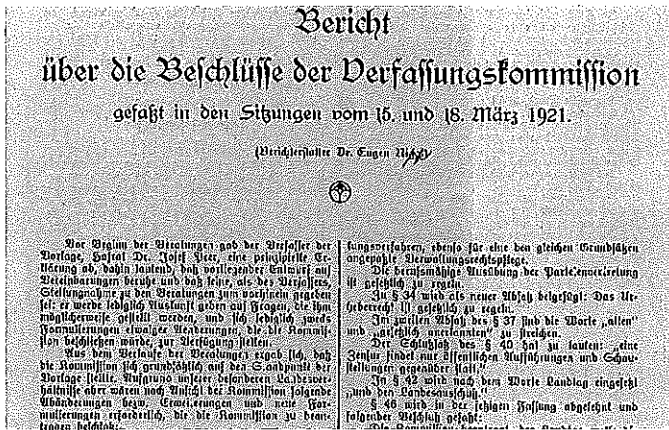 Bericht
über die Beschlüsse der Verfassungskommission
gefaßt in den Sitzungen vom 15. und 18. März 1921.
(Berichterstatter Dr. Eugen
Vor Beginn der Beratungen gab der Verfasser der
Vorlage, Hofrat Dr. Josef Peer, eine prinzipielle Er-
klärung ab, dahin lautend, daß vorliegender Entwurf auf
Vereinbarungen beruhe und daß seine, als des Verfassers,
Stellungnahme zu den Beratungen zum vorhinein gegeben
sei; er werde lediglich Auskunft geben auf Fragen, die ihm
möglicherweise gestellt werden, und sich lediglich zwecks
Formulierungen etwaiger Aenderungen, die die Kommis-
sion beschließen würde, zur Verfügung stellen.
Aus dem Verlaufe der Beratungen ergab sich, daß
die Kommission sich grundsätzlich auf den Standpunkt der
Vorlage stellte. Aufgrund unserer besonderen Landesver-
hältnisse aber wären nach Ansicht der Kommission folgende
Abänderungen bezw. Erweiterungen und neue For-
mulierungen erforderlich, die die Kommission zu bean-
tragen beschloß:
tungsverfahren, ebenso für eine den gleichen Grundsätzen
angepaßte Verwaltungsrechtspflege.
Die berufsmäßige Ausübung der Parteienvertretung
ist gesetzlich zu regeln.
Zu § 34 wird als neuer Absatz beigefügt: Das Ur-
heberrecht ist gesetzlich zu regeln.
Im zweiten Absatz des § 37 sind die Worte „allen"
und „gesetzlich anerkannten" zu streichen.
Der Schlußsatz des § 40 hat zu lauten: „eine
Zensur findet nur öffentlichen Aufführungen und Schau-
stellungen gegenüber statt."
In § 42 wird nach dem Worte Landtag eingesetzt
„und den Landesausschuß."
§ 46 wird in der jetzigen Fassung abgelehnt und
folgender Beschluß gefaßt: